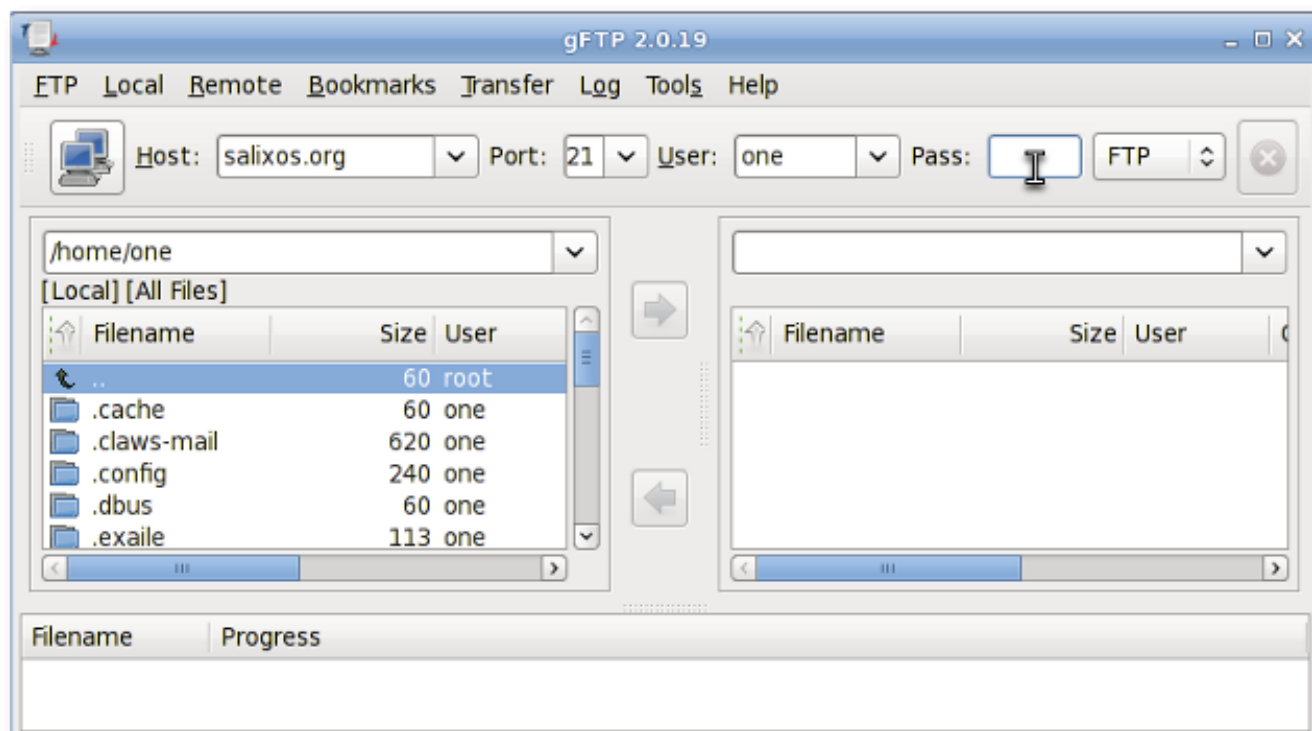 gFTP 2.0.19
FTP Local Remote Bookmarks Transfer Log Tools Help
Host: salixos.org Port: 21 User: one Pass: FTP
/home/one
[Local] [All Files]
Filename Size User
.. 60 root
.cache 60 one
.claws-mail 620 one
.config 240 one
.dbus 60 one
.exaile 113 one
Filename Size User
Filename Progress